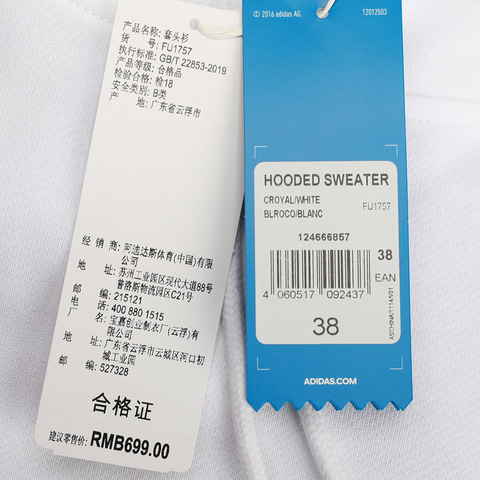 品　名：套头衫
货　号：FU1757
执行标准：GB/T 22853-2019
产品等级：合格品
检验合格：检18
安全类别：B类
产　地：广东省云浮市
经 销 商：阿迪达斯体育(中国)有限
公司
地　址：苏州工业园区现代大道88号
普洛斯物流园区C21号
邮　编：215121
电　话：400 880 1515
厂　名：宝嘉创业制衣厂(云浮)有
限公司
地　址：广东省云浮市云城区河口初
城工业园
邮　编：527328
合格证
建议零售价：RMB699.00
© 2016 adidas AG.
12012503
HOODED SWEATER
CROYAL/WHITE
BLROCO/BLANC
FU1757
124666857
38
EAN
4 060517 092437
38
ADIDAS.COM